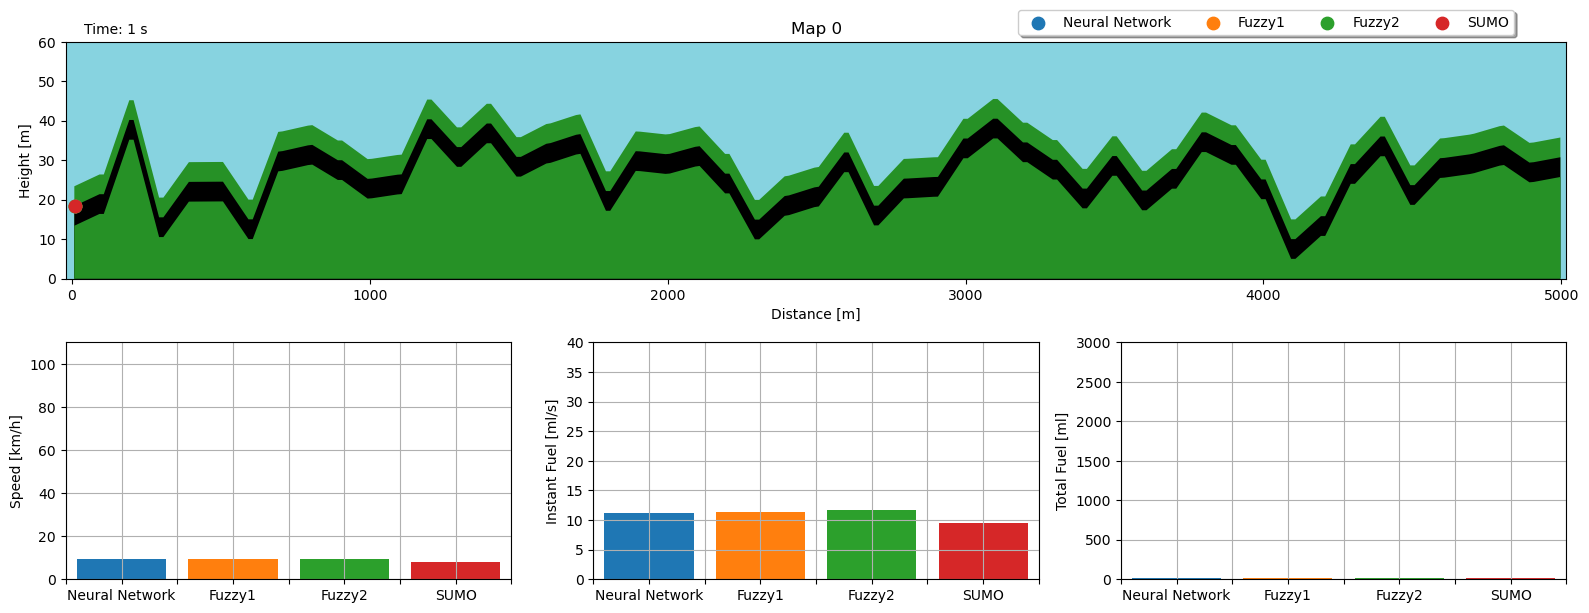 Time: 1 s
Map 0
Neural Network Fuzzy1 Fuzzy2 SUMO
Height [m]
60
50
40
30
20
10
0
0 1000 2000 3000 4000 5000
Distance [m]
Speed [km/h]
100
80
60
40
20
0
Neural Network Fuzzy1 Fuzzy2 SUMO
Instant Fuel [ml/s]
40
35
30
25
20
15
10
5
0
Neural Network Fuzzy1 Fuzzy2 SUMO
Total Fuel [ml]
3000
2500
2000
1500
1000
500
0
Neural Network Fuzzy1 Fuzzy2 SUMO